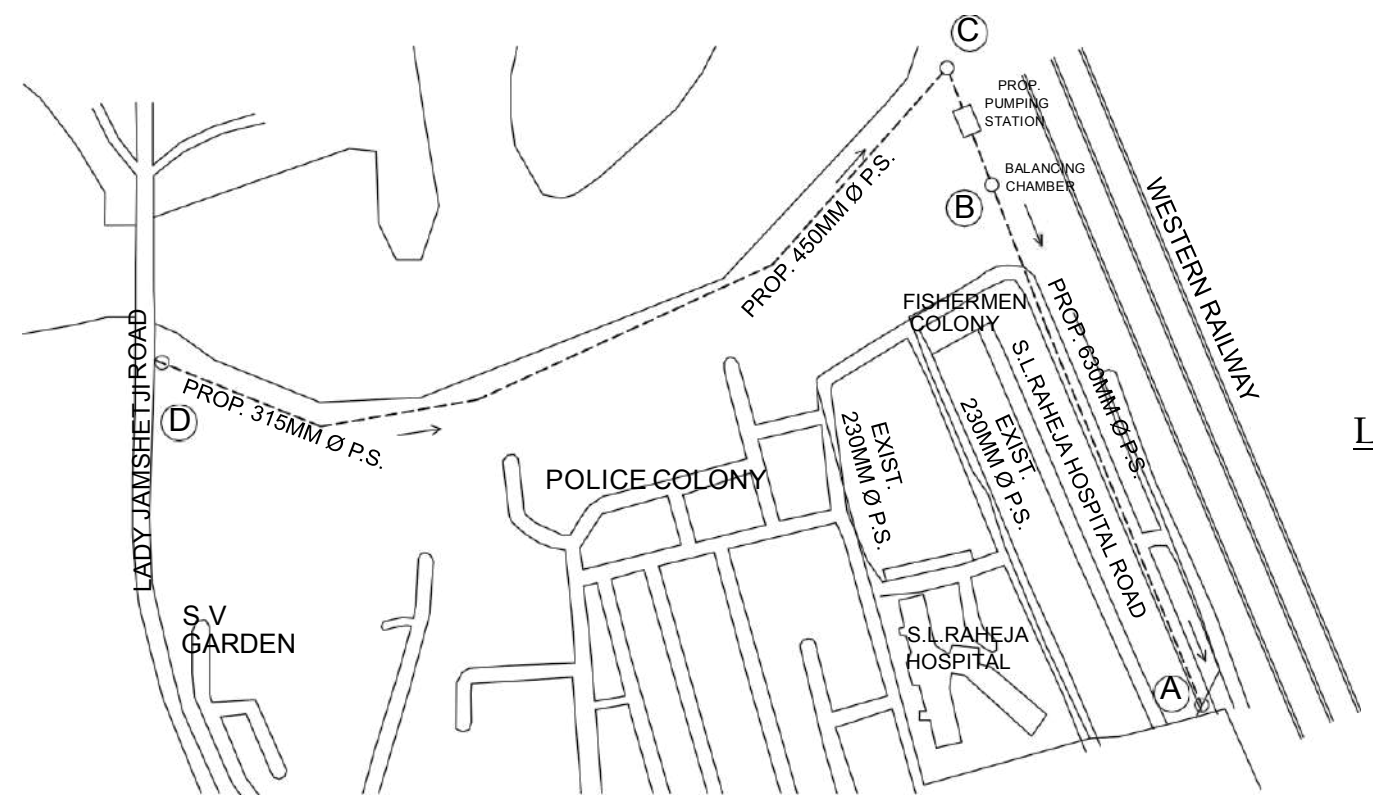 C
PROP.
PUMPING
STATION
BALANCING
CHAMBER
B
WESTERN RAILWAY
PROP. 450MM Ø P.S.
FISHERMEN
COLONY
PROP. 630MM Ø P.S.
S.L.RAHEJA HOSPITAL ROAD
LADY JAMSHETJI ROAD
PROP. 315MM Ø P.S.
D
EXIST.
230MM Ø P.S.
EXIST.
230MM Ø P.S.
L
POLICE COLONY
S V
GARDEN
S.L.RAHEJA
HOSPITAL
A